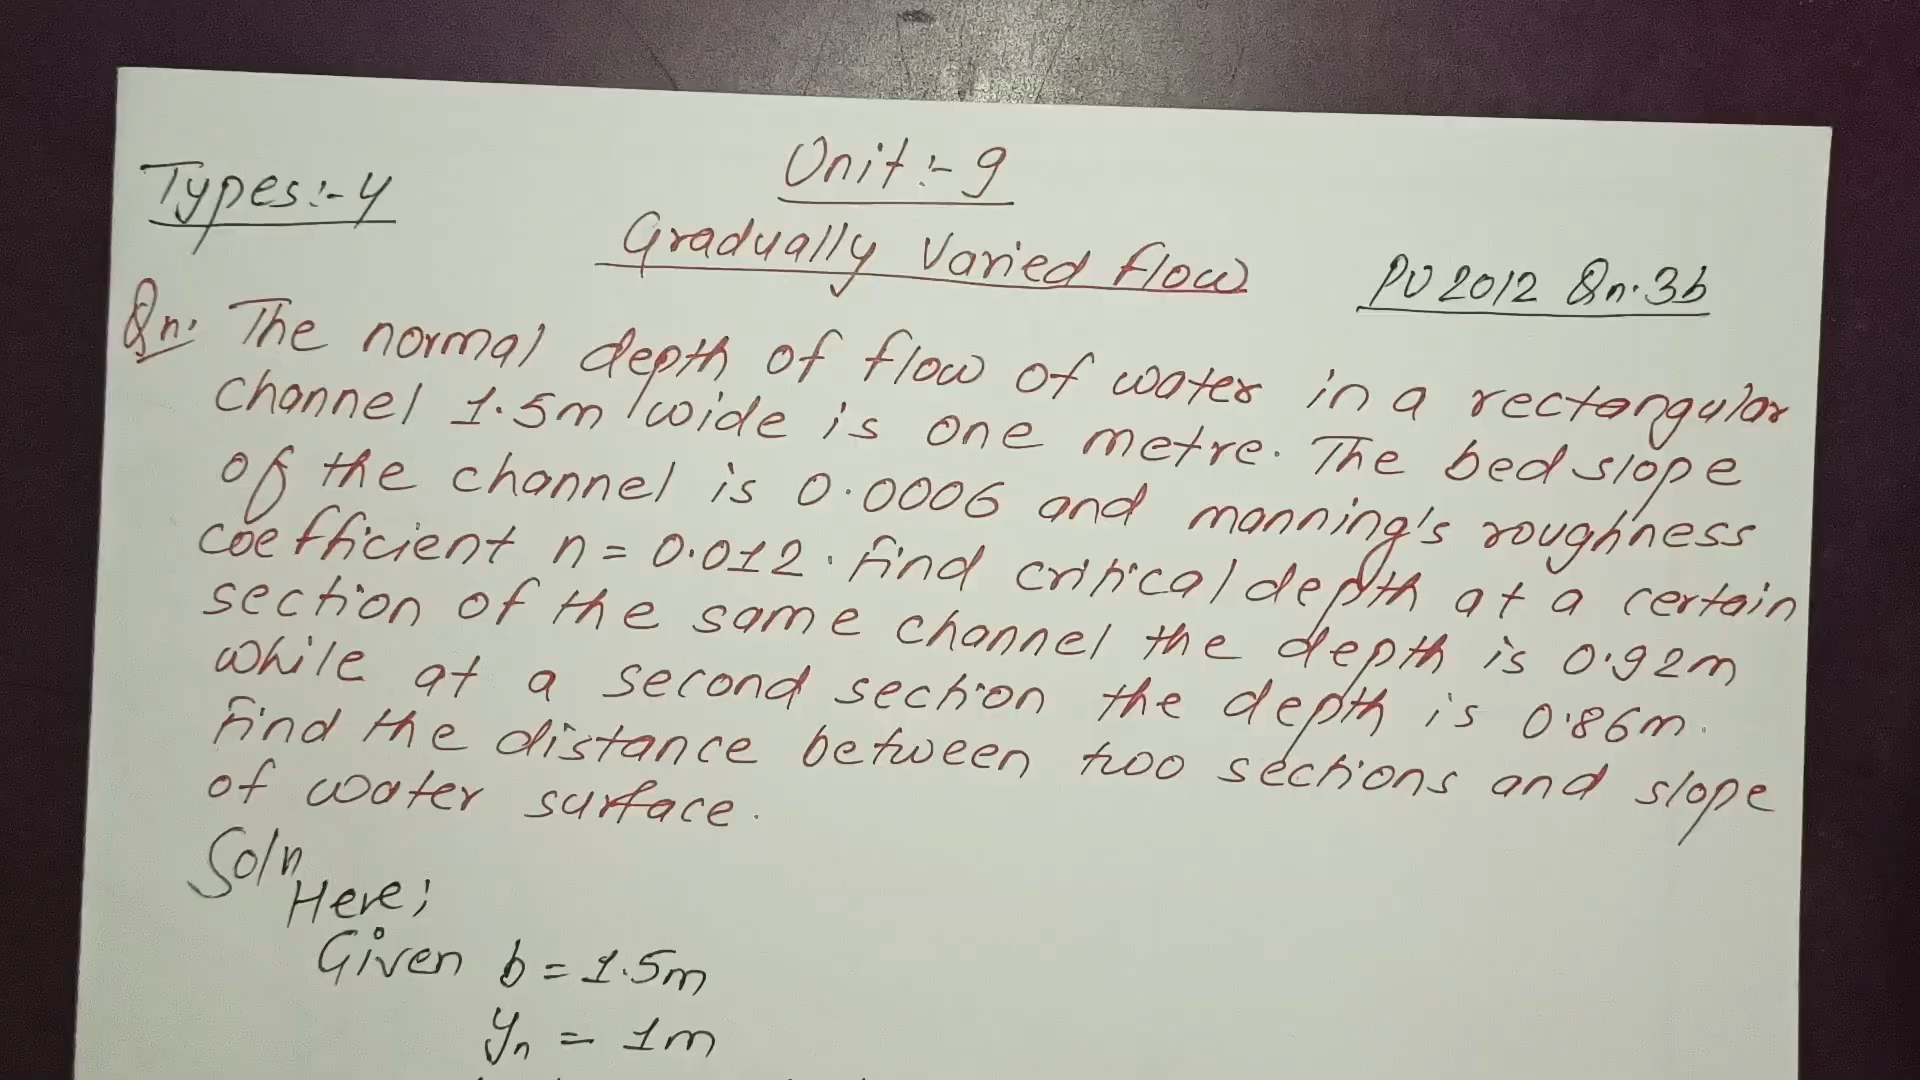 Unit:- 9
Types:-4
Gradually Varied flow
PU 2012 Qn.3b
Qn. The normal depth of flow of water in a rectangular
channel 1.5m wide is one metre. The bed slope
of the channel is 0.0006 and manning's roughness
coefficient n = 0.012. find critical depth at a certain
section of the same channel the depth is 0.92m
while at a second section the depth is 0.86m.
Find the distance between two sections and slope
of water surface.
Soln
Here;
Given b = 1.5m
yn = 1m